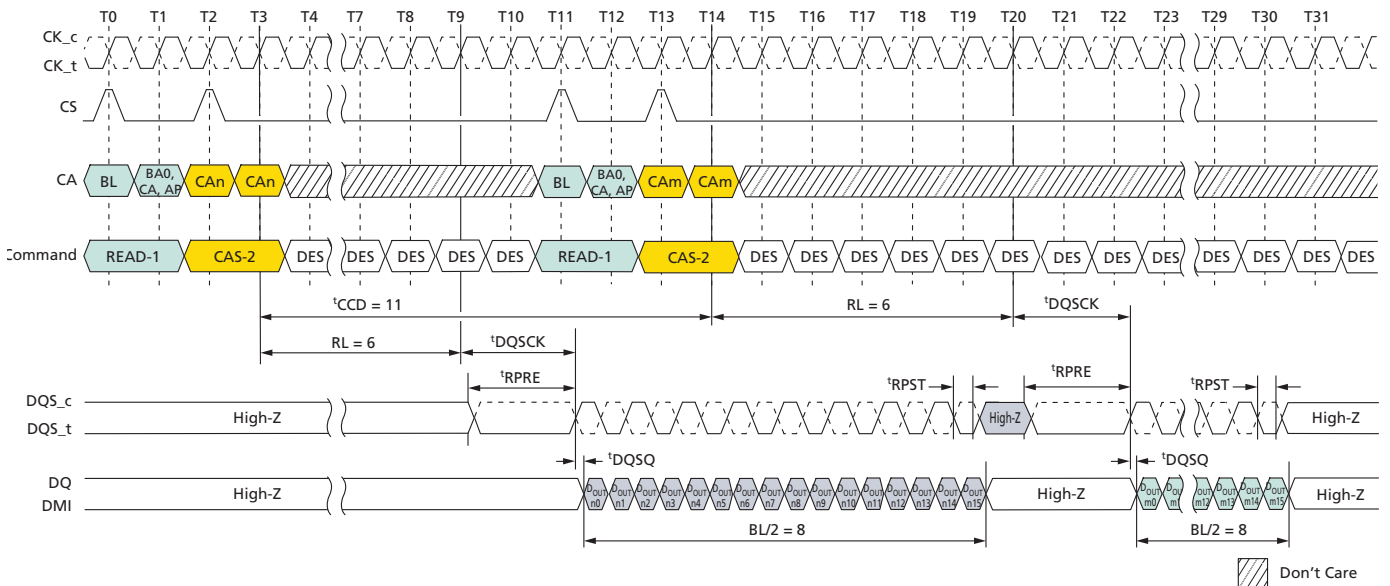 T0 T1 T2 T3 T4 T7 T8 T9 T10 T11 T12 T13 T14 T15 T16 T17 T18 T19 T20 T21 T22 T23 T29 T30 T31
CK_c
CK_t
CS
CA BL BA0, CA, AP CAn CAn BL BA0, CA, AP CAm CAm
Command READ-1 CAS-2 DES DES DES DES DES READ-1 CAS-2 DES DES DES DES DES DES DES DES DES DES DES DES
tCCD = 11 RL = 6 tDQSCK
RL = 6 tDQSCK
tRPRE tRPST tRPRE tRPST
DQS_c
DQS_t
High-Z High-Z High-Z
tDQSQ tDQSQ
DQ
DMI
High-Z DOUT n0 DOUT n1 DOUT n2 DOUT n3 DOUT n4 DOUT n5 DOUT n6 DOUT n7 DOUT n8 DOUT n9 DOUT n10 DOUT n11 DOUT n12 DOUT n13 DOUT n14 DOUT n15 High-Z DOUT m0 DOUT DOUT m12 DOUT m13 DOUT m14 DOUT m15 High-Z
BL/2 = 8 BL/2 = 8
Don't Care